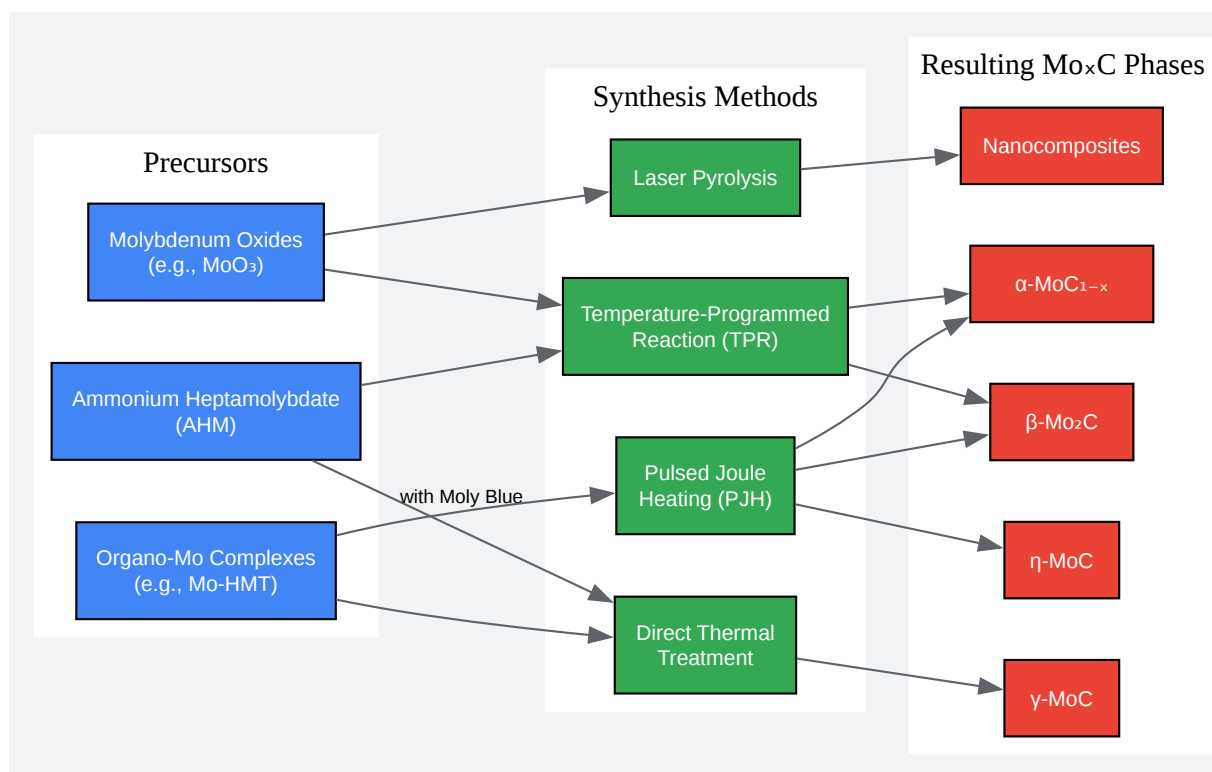 Precursors
Molybdenum Oxides
(e.g., MoO₃)
Ammonium Heptamolybdate
(AHM)
Organo-Mo Complexes
(e.g., Mo-HMT)
with Moly Blue
Synthesis Methods
Laser Pyrolysis
Temperature-Programmed
Reaction (TPR)
Pulsed Joule
Heating (PJH)
Direct Thermal
Treatment
Resulting MoₓC Phases
Nanocomposites
α-MoC₁₋ₓ
β-Mo₂C
η-MoC
γ-MoC